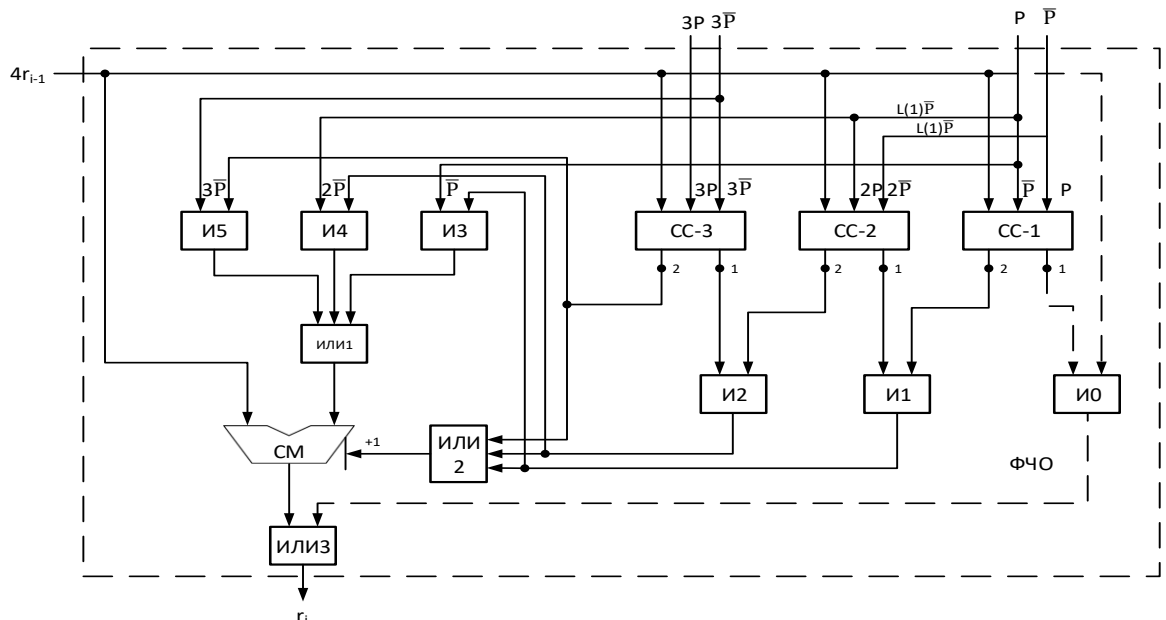 3P 3P̅ P P̅
4r_{i-1}
L(1)P̅
L(1)P̅
3P̅ 2P̅ P̅ 3P 3P̅ 2P 2P̅ P̅ P
И5 И4 И3 СС-3 СС-2 СС-1
2 1 2 1 2 1
ИЛИ1
И2 И1 И0
СМ +1 ИЛИ
2
ФЧО
ИЛИ3
r_i